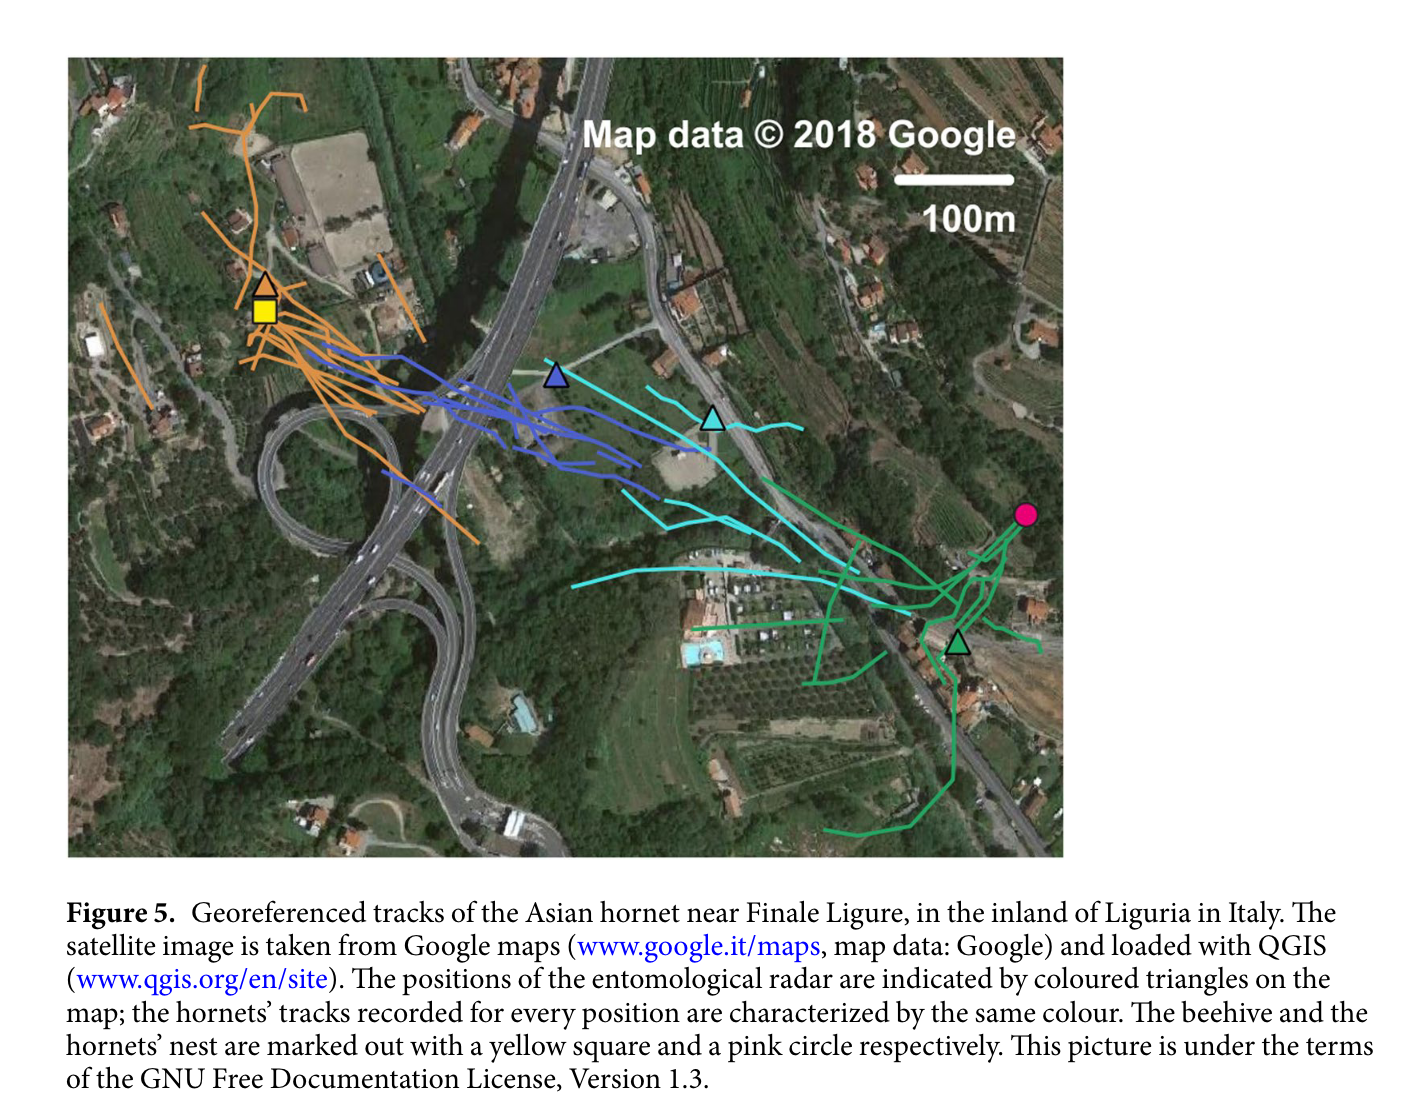 Map data © 2018 Google
100m
Figure 5. Georeferenced tracks of the Asian hornet near Finale Ligure, in the inland of Liguria in Italy. The
satellite image is taken from Google maps (www.google.it/maps, map data: Google) and loaded with QGIS
(www.qgis.org/en/site). The positions of the entomological radar are indicated by coloured triangles on the
map; the hornets’ tracks recorded for every position are characterized by the same colour. The beehive and the
hornets’ nest are marked out with a yellow square and a pink circle respectively. This picture is under the terms
of the GNU Free Documentation License, Version 1.3.